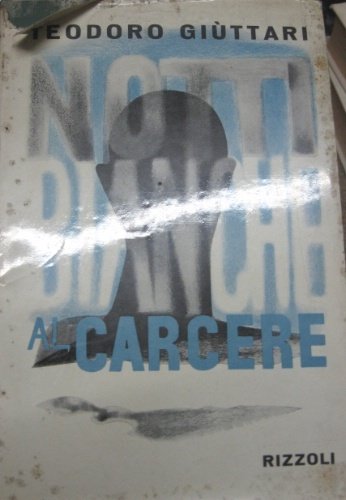 TEODORO GIÙTTARI
NOTTI
BIANCHE
AL CARCERE
RIZZOLI